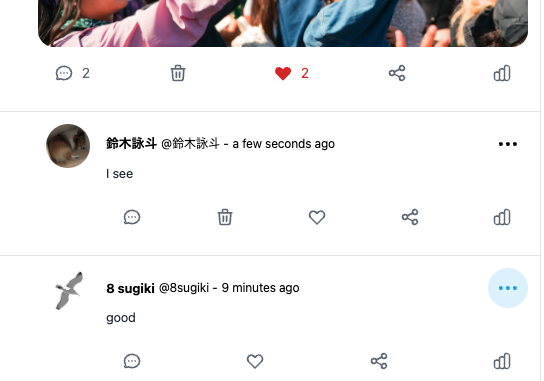 2
2
鈴木詠斗 @鈴木詠斗 - a few seconds ago
I see
8 sugiki @8sugiki - 9 minutes ago
good